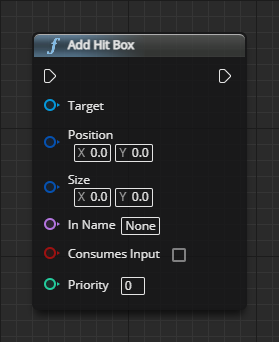 f Add Hit Box
Target
Position
X 0.0 Y 0.0
Size
X 0.0 Y 0.0
In Name None
Consumes Input
Priority 0